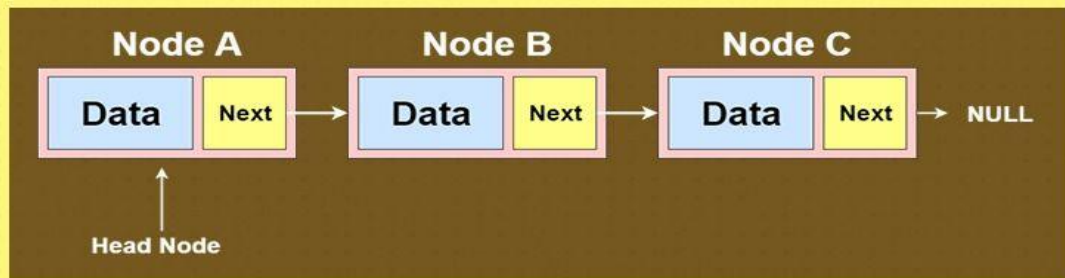 Node A Node B Node C
Data Next Data Next Data Next NULL
Head Node